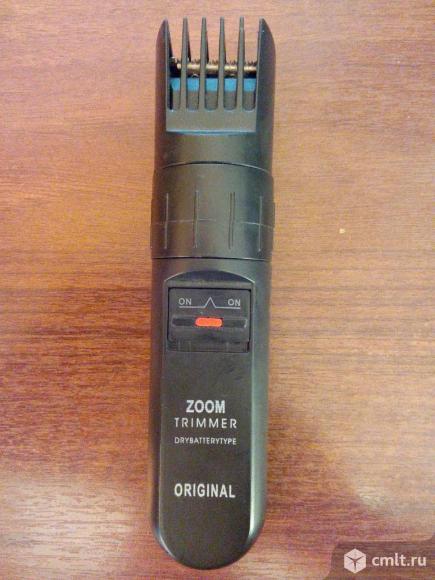 ON ON
ZOOM
TRIMMER
DRYBATTERYTYPE
ORIGINAL
cmlt.ru